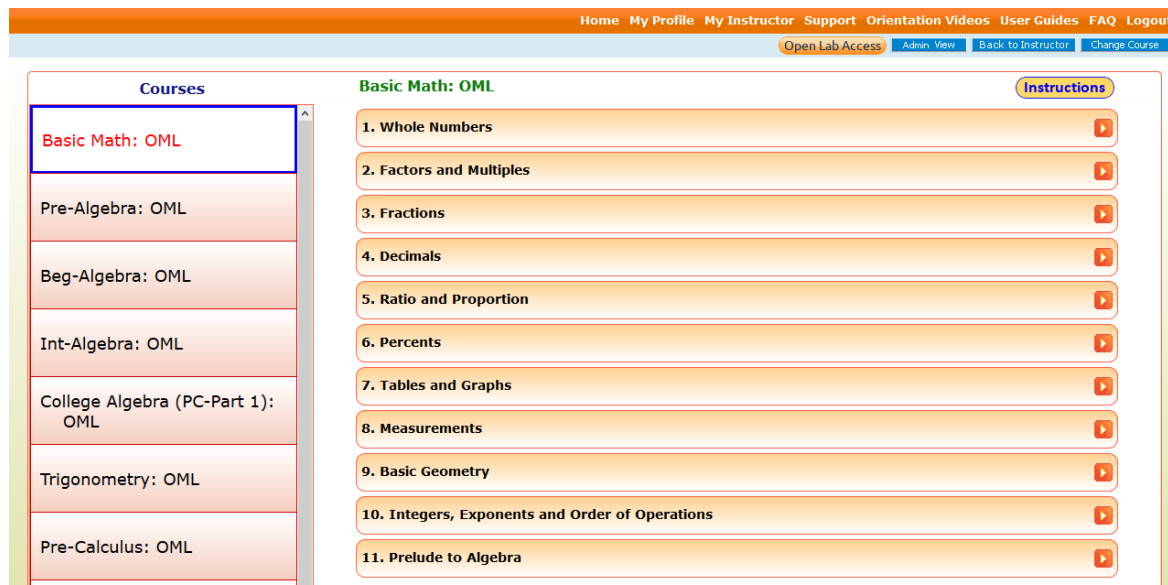 Home My Profile My Instructor Support Orientation Videos User Guides FAQ Logout
Open Lab Access Admin View Back to Instructor Change Course
Courses
Basic Math: OML
Pre-Algebra: OML
Beg-Algebra: OML
Int-Algebra: OML
College Algebra (PC-Part 1):
OML
Trigonometry: OML
Pre-Calculus: OML
Basic Math: OML
Instructions
1. Whole Numbers
2. Factors and Multiples
3. Fractions
4. Decimals
5. Ratio and Proportion
6. Percents
7. Tables and Graphs
8. Measurements
9. Basic Geometry
10. Integers, Exponents and Order of Operations
11. Prelude to Algebra